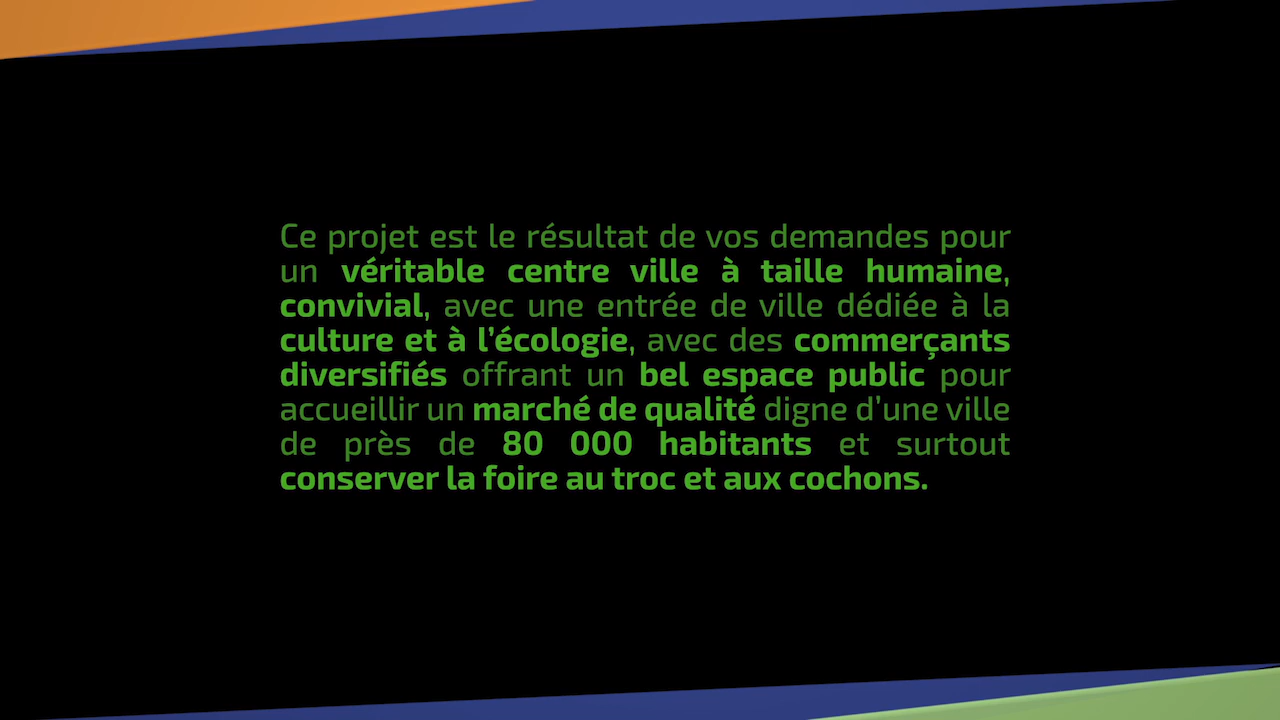 Ce projet est le résultat de vos demandes pour
un véritable centre ville à taille humaine,
convivial, avec une entrée de ville dédiée à la
culture et à l’écologie, avec des commerçants
diversifiés offrant un bel espace public pour
accueillir un marché de qualité digne d’une ville
de près de 80 000 habitants et surtout
conserver la foire au troc et aux cochons.